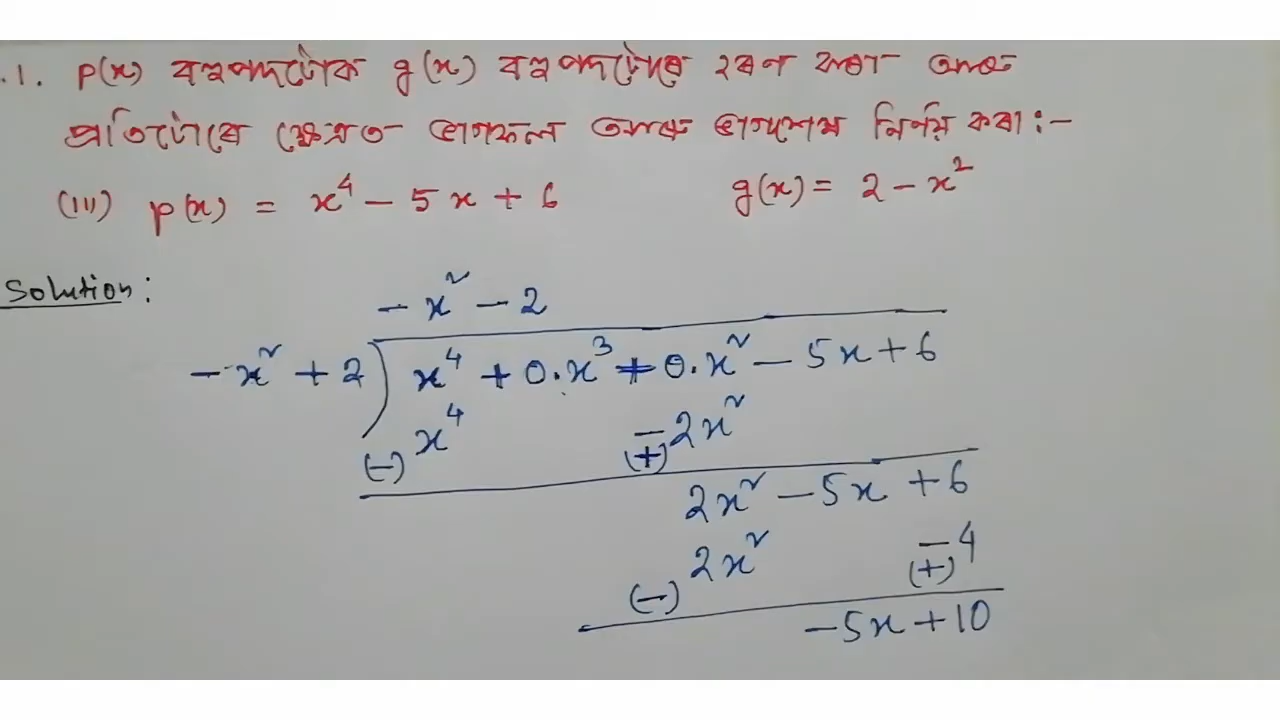 .1. p(x) বহুপদটোক g(x) বহুপদটোৰে হৰণ কৰা আৰু
প্ৰতিটোৰে ক্ষেত্ৰত ভাগফল আৰু ভাগশেষ নিৰ্ণয় কৰা :-
(iii) p(x) = x⁴ - 5x + 6 g(x) = 2 - x²
Solution :
- x² - 2
- x² + 2 ) x⁴ + 0.x³ + 0.x² - 5x + 6
(-) x⁴ (+) - 2x²
2x² - 5x + 6
(-) 2x² (+) - 4
- 5x + 10